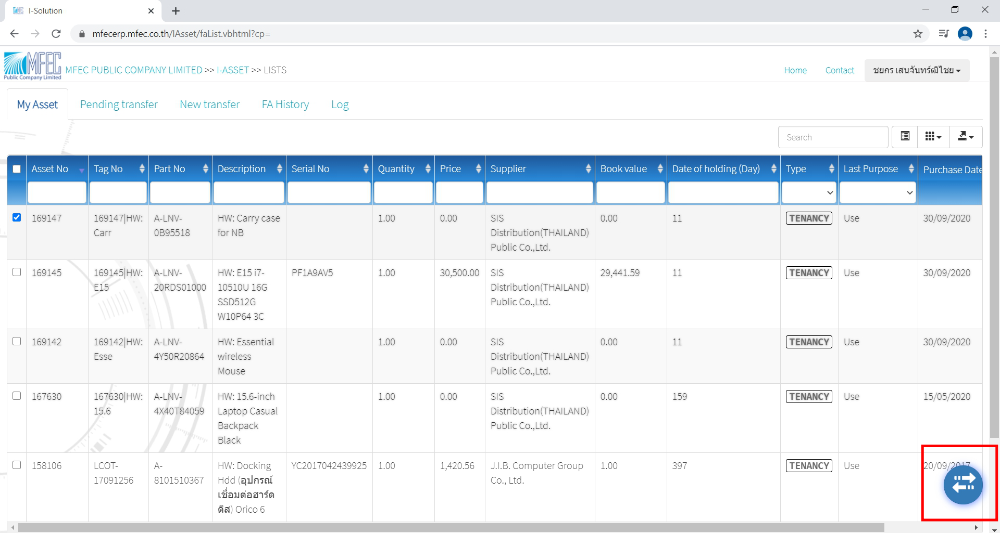 I-Solution
mfecerp.mfec.co.th/IAsset/faList.vbhtml?cp=
MFEC
Public Company Limited
MFEC PUBLIC COMPANY LIMITED >> I-ASSET >> LISTS
Home Contact ชยกร เสนจันทร์ฒิไชย
My Asset Pending transfer New transfer FA History Log
Search
Asset No Tag No Part No Description Serial No Quantity Price Supplier Book value Date of holding (Day) Type Last Purpose Purchase Date
169147 169147|HW: A-LNV- HW: Carry case 1.00 0.00 SIS 0.00 11 TENANCY Use 30/09/2020
Carr 0B95518 for NB Distribution(THAILAND)
Public Co.,Ltd.
169145 169145|HW: A-LNV- HW: E15 i7- PF1A9AV5 1.00 30,500.00 SIS 29,441.59 11 TENANCY Use 30/09/2020
E15 20RDS01000 10510U 16G Distribution(THAILAND)
SSD512G Public Co.,Ltd.
W10P64 3C
169142 169142|HW: A-LNV- HW: Essential 1.00 0.00 SIS 0.00 11 TENANCY Use 30/09/2020
Esse 4Y50R20864 wireless Distribution(THAILAND)
Mouse Public Co.,Ltd.
167630 167630|HW: A-LNV- HW: 15.6-inch 1.00 0.00 SIS 0.00 159 TENANCY Use 15/05/2020
15.6 4X40T84059 Laptop Casual Distribution(THAILAND)
Backpack Public Co.,Ltd.
Black
158106 LCOT- A- HW: Docking YC2017042439925 1.00 1,420.56 J.I.B. Computer Group 1.00 397 TENANCY Use 20/09/2017
17091256 8101510367 Hdd (อุปกรณ์ Co., Ltd.
เชื่อมต่อฮาร์ด
ดิส) Orico 6